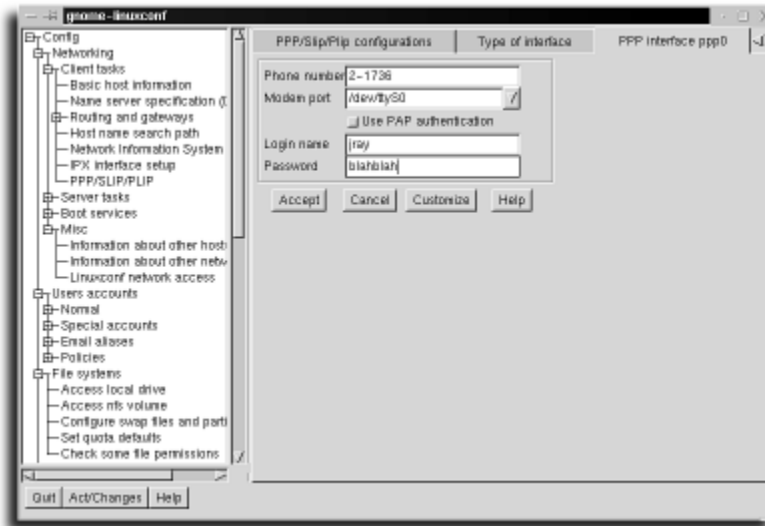 gnome-linuxconf
Config
Networking
Client tasks
Basic host information
Name server specification (D
Routing and gateways
Host name search path
Network Information System
IPX interface setup
PPP/SLIP/PLIP
Server tasks
Boot services
Misc
Information about other hosts
Information about other netw
Linuxconf network access
Users accounts
Normal
Special accounts
Email aliases
Policies
File systems
Access local drive
Access nfs volume
Configure swap files and parti
Set quota defaults
Check some file permissions
Quit Act/Changes Help
PPP/Slip/Plip configurations Type of interface PPP interface ppp0
Phone number 2-1736
Modem port /dev/ttyS0
Use PAP authentication
Login name jray
Password blahblah
Accept Cancel Customize Help